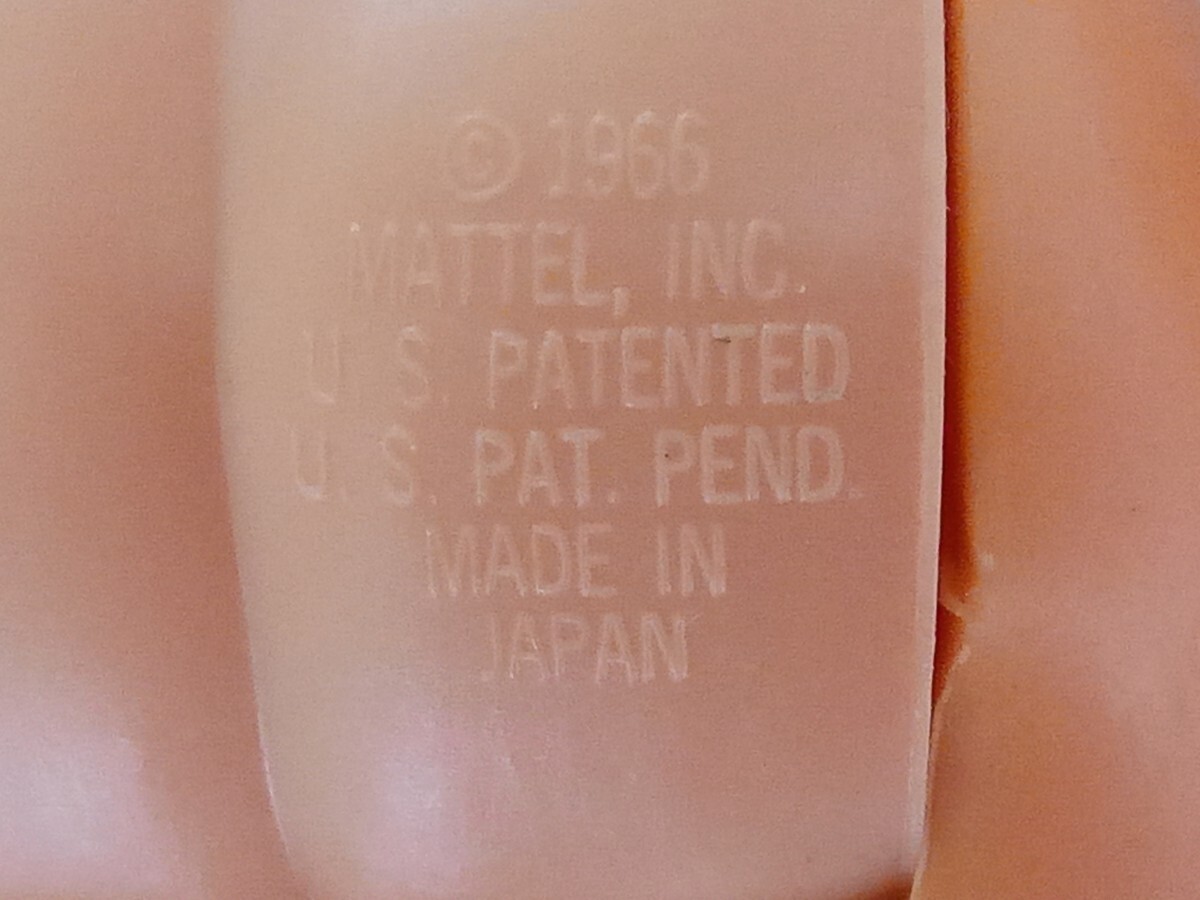 © 1966
MATTEL, INC.
U. S. PATENTED
U. S. PAT. PEND.
MADE IN
JAPAN